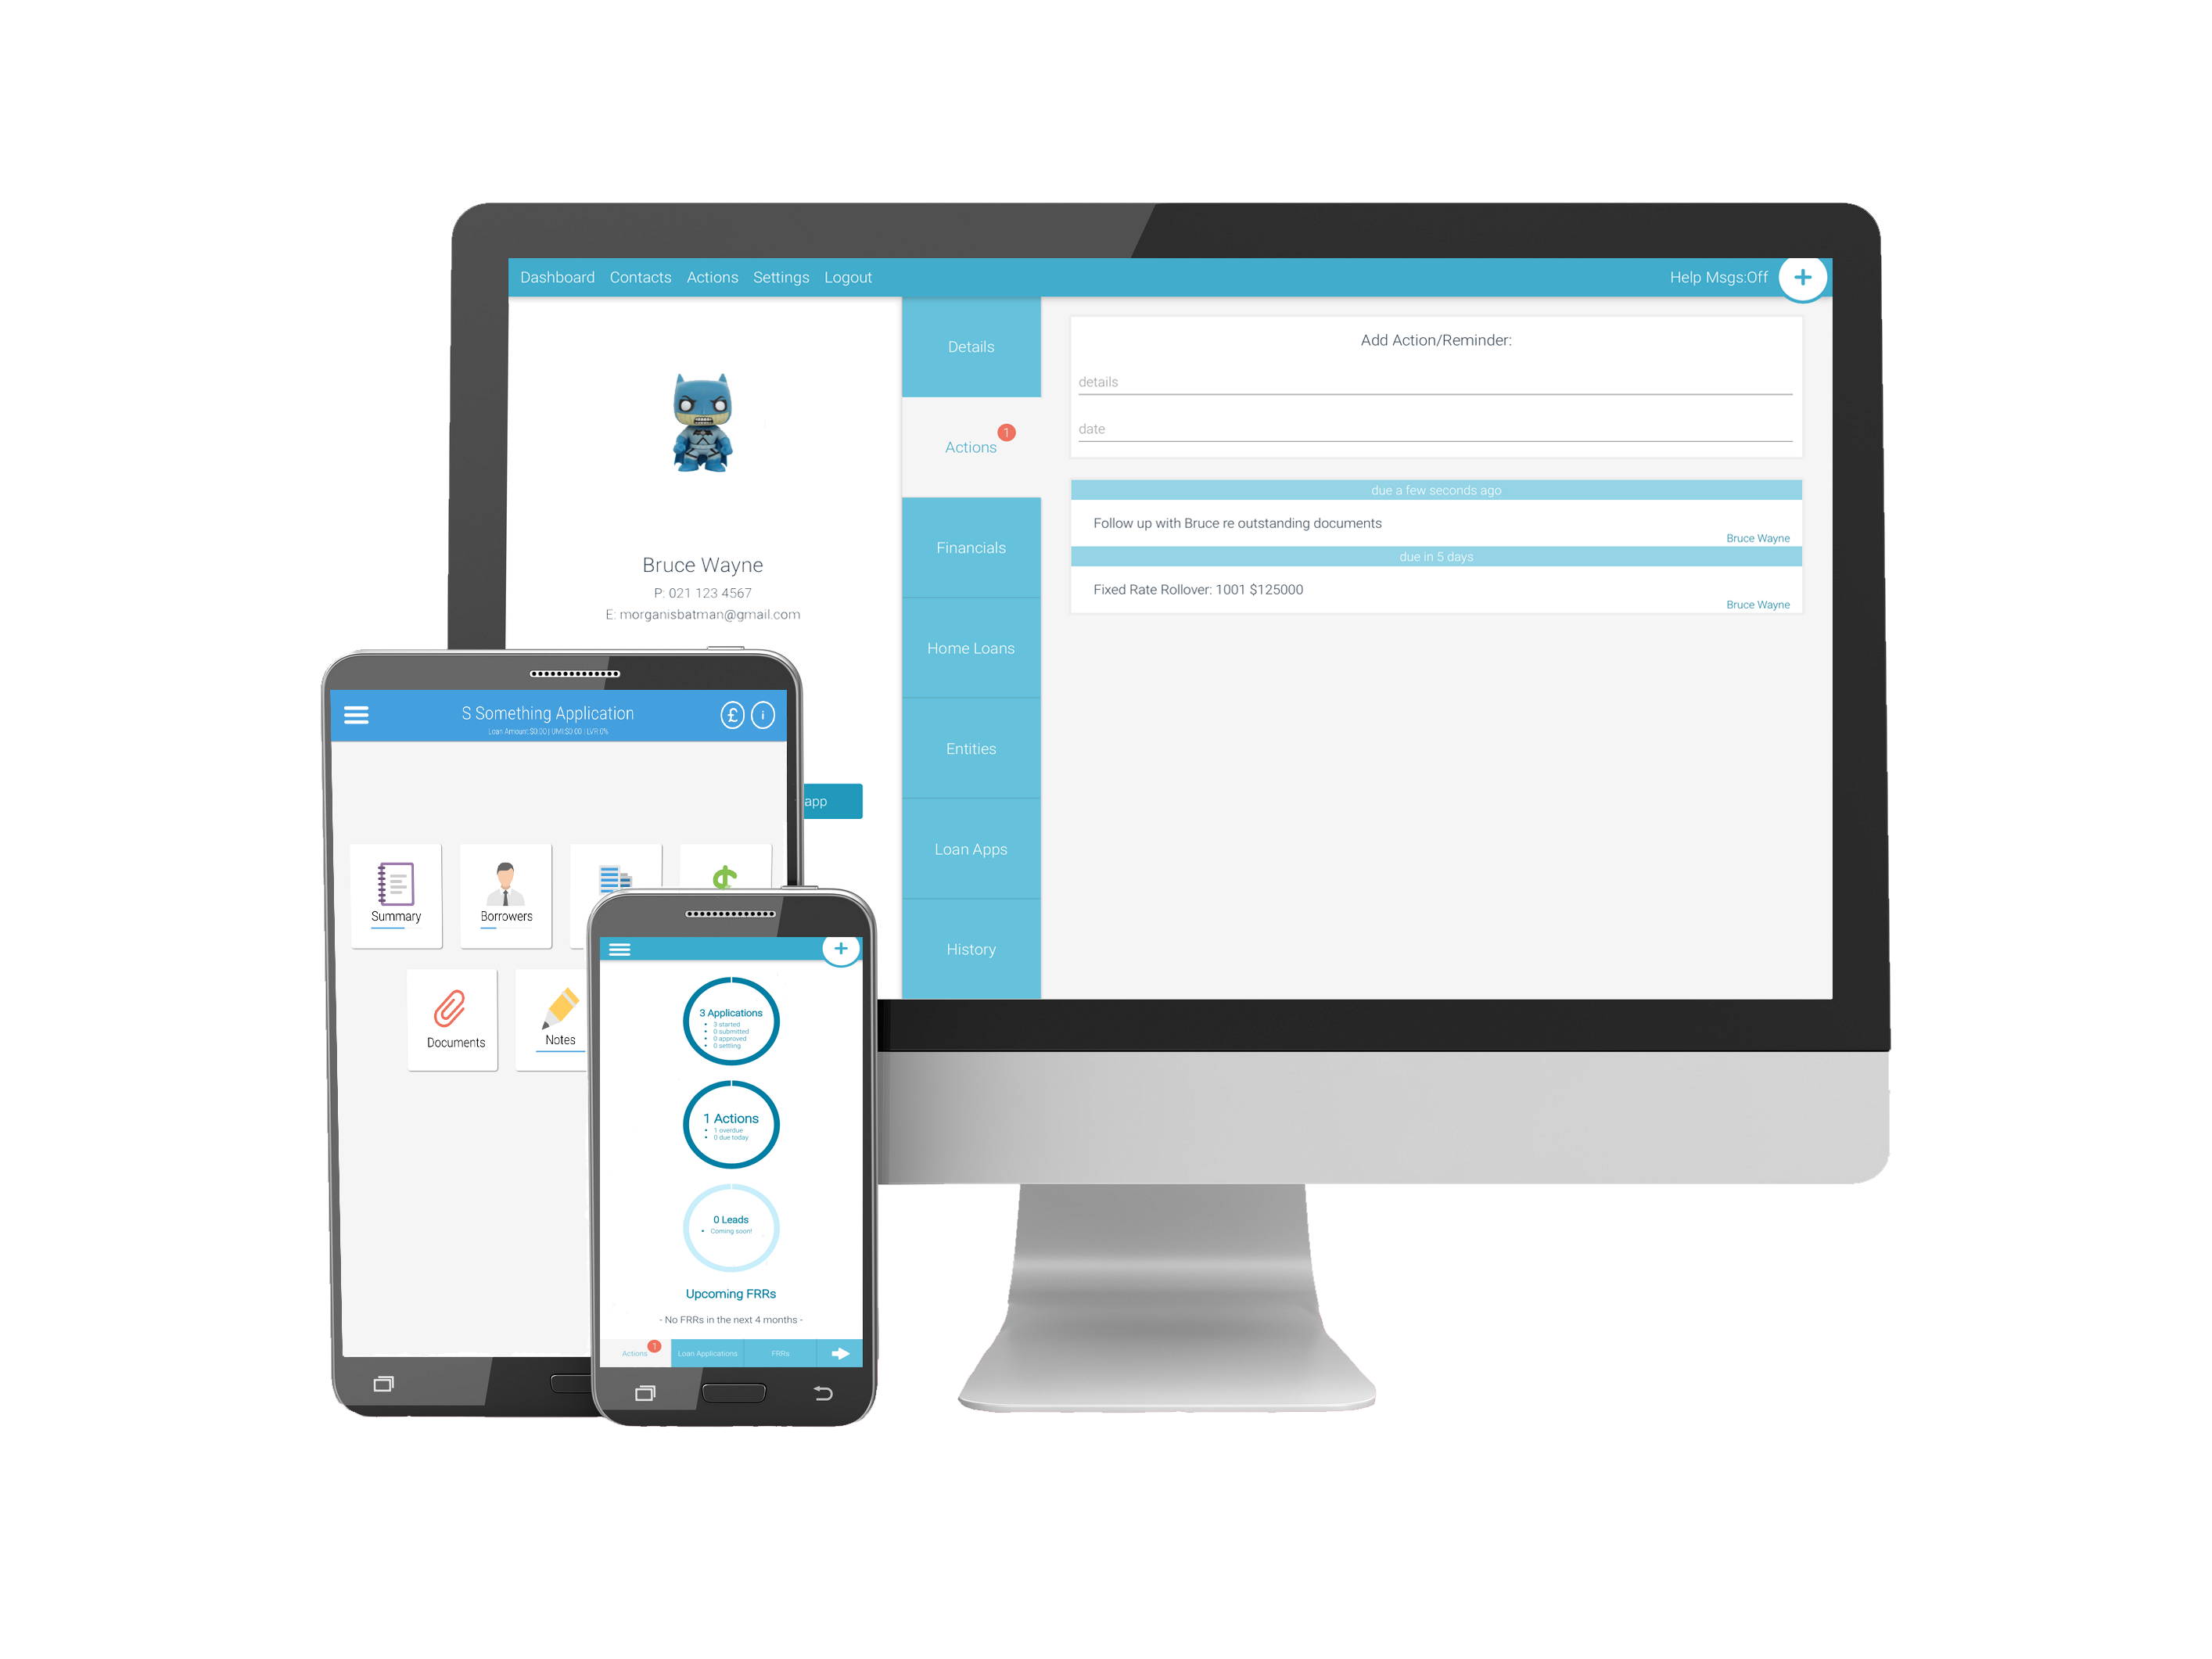 Dashboard Contacts Actions Settings Logout
Help Msgs:Off
Bruce Wayne
P: 021 123 4567
E: morganisbatman@gmail.com
app
Details
Actions 1
Financials
Home Loans
Entities
Loan Apps
History
Add Action/Reminder:
details
date
due a few seconds ago
Follow up with Bruce re outstanding documents
Bruce Wayne
due in 5 days
Fixed Rate Rollover: 1001 $125000
Bruce Wayne
S Something Application
Loan Amount:$0.00 | UMI:$0.00 | LVR:0%
Summary
Borrowers
Documents
Notes
3 Applications
• 3 started
• 0 submitted
• 0 approved
• 0 settling
1 Actions
• 1 overdue
• 0 due today
0 Leads
• Coming soon!
Upcoming FRRs
- No FRRs in the next 4 months -
Actions 1 Loan Applications FRRs